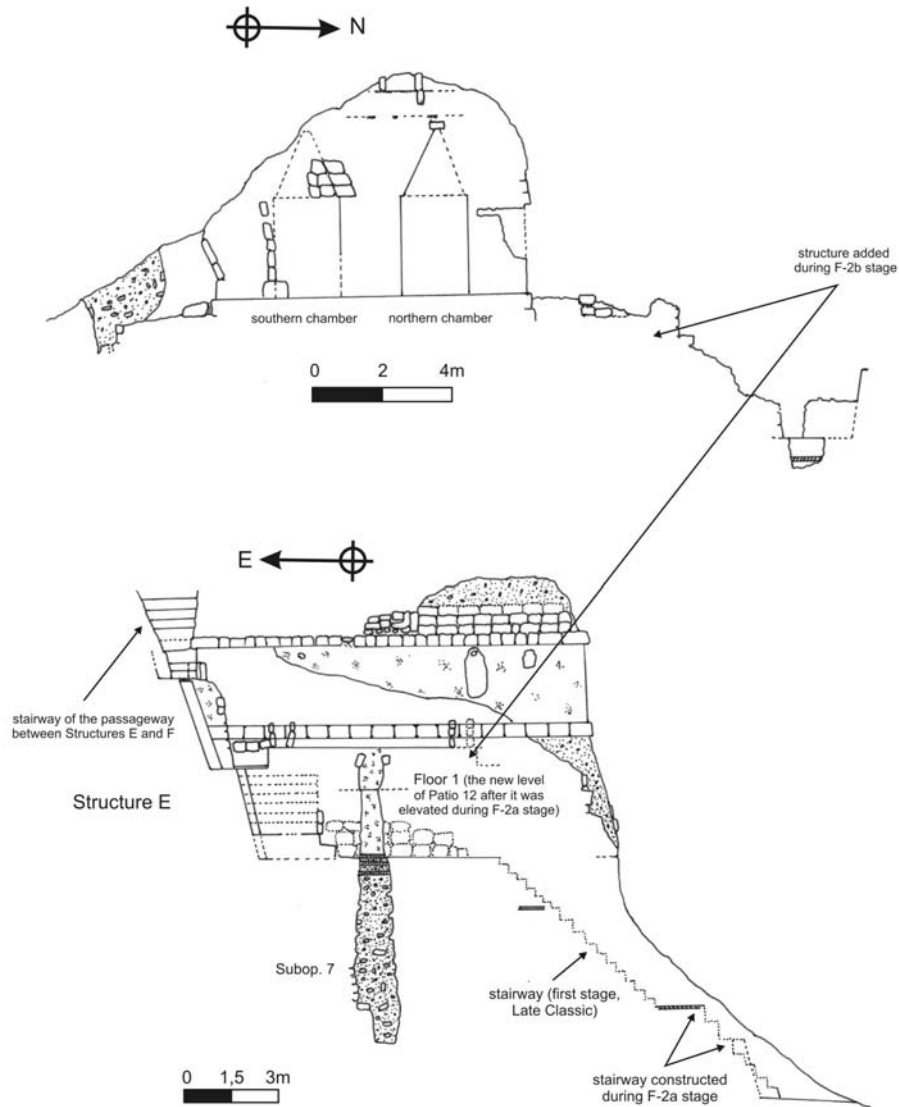 N
structure added
during F-2b stage
southern chamber
northern chamber
0 2 4m
E
stairway of the passageway
between Structures E and F
Structure E
Floor 1 (the new level
of Patio 12 after it was
elevated during F-2a stage)
Subop. 7
stairway (first stage,
Late Classic)
0 1,5 3m
stairway constructed
during F-2a stage